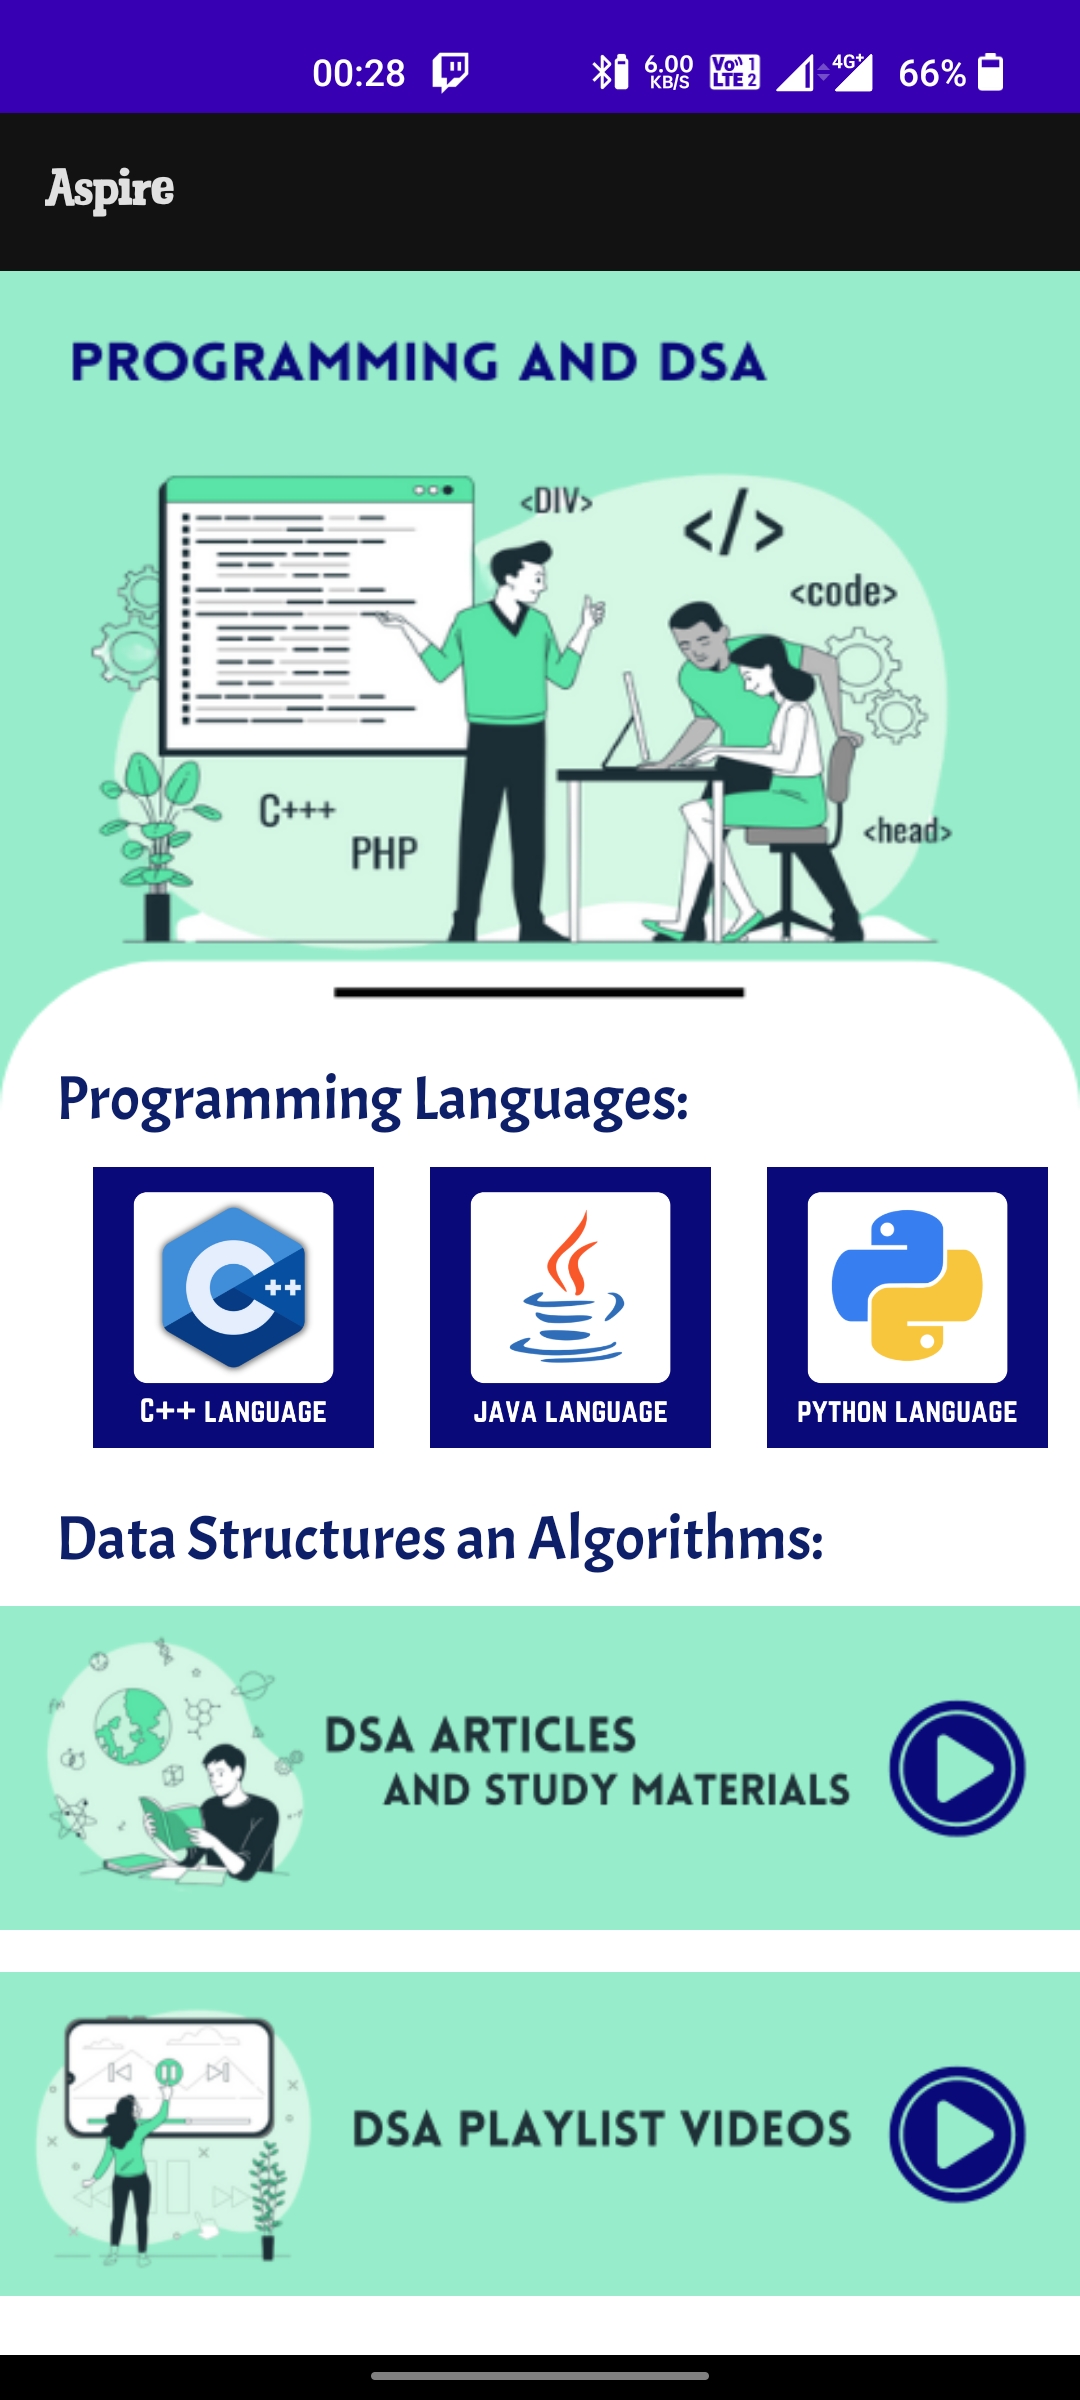 00:28 6.00 KB/S Vo)) 1 LTE 2 4G+ 66%
Aspire
PROGRAMMING AND DSA
<DIV>
</>
<code>
C+++
PHP
<head>
Programming Languages:
C++ LANGUAGE JAVA LANGUAGE PYTHON LANGUAGE
Data Structures an Algorithms:
DSA ARTICLES
AND STUDY MATERIALS
DSA PLAYLIST VIDEOS